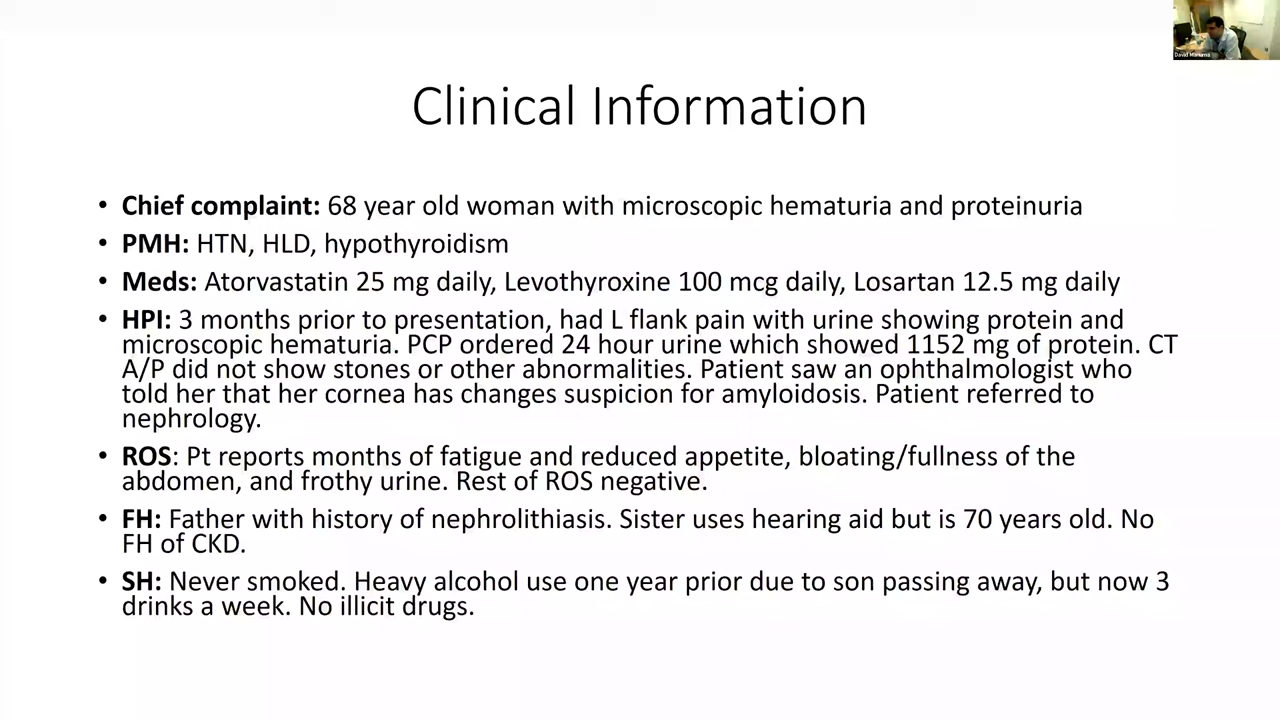 Clinical Information
• Chief complaint: 68 year old woman with microscopic hematuria and proteinuria
• PMH: HTN, HLD, hypothyroidism
• Meds: Atorvastatin 25 mg daily, Levothyroxine 100 mcg daily, Losartan 12.5 mg daily
• HPI: 3 months prior to presentation, had L flank pain with urine showing protein and
microscopic hematuria. PCP ordered 24 hour urine which showed 1152 mg of protein. CT
A/P did not show stones or other abnormalities. Patient saw an ophthalmologist who
told her that her cornea has changes suspicion for amyloidosis. Patient referred to
nephrology.
• ROS: Pt reports months of fatigue and reduced appetite, bloating/fullness of the
abdomen, and frothy urine. Rest of ROS negative.
• FH: Father with history of nephrolithiasis. Sister uses hearing aid but is 70 years old. No
FH of CKD.
• SH: Never smoked. Heavy alcohol use one year prior due to son passing away, but now 3
drinks a week. No illicit drugs.
David